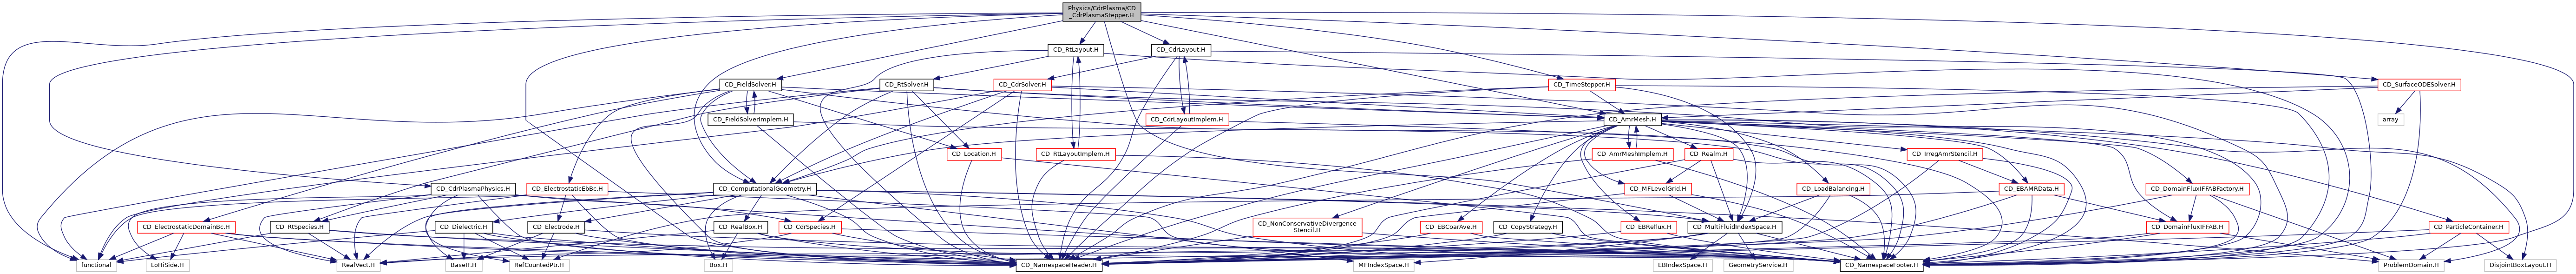 Physics/CdrPlasma/CD
_CdrPlasmaStepper.H
CD_RtLayout.H
CD_CdrLayout.H
CD_FieldSolver.H
CD_RtSolver.H
CD_CdrSolver.H
CD_TimeStepper.H
CD_SurfaceODESolver.H
CD_FieldSolverImplem.H
CD_CdrLayoutImplem.H
CD_AmrMesh.H
array
CD_Location.H
CD_RtLayoutImplem.H
CD_AmrMeshImplem.H
CD_Realm.H
CD_IrregAmrStencil.H
CD_CdrPlasmaPhysics.H
CD_ElectrostaticEbBc.H
CD_ComputationalGeometry.H
CD_MFLevelGrid.H
CD_LoadBalancing.H
CD_EBAMRData.H
CD_DomainFluxIFFABFactory.H
CD_ElectrostaticDomainBc.H
CD_RtSpecies.H
CD_Dielectric.H
CD_Electrode.H
CD_RealBox.H
CD_CdrSpecies.H
CD_NonConservativeDivergence
Stencil.H
CD_EBCoarAve.H
CD_CopyStrategy.H
CD_EBReflux.H
CD_MultiFluidIndexSpace.H
CD_DomainFluxIFFAB.H
CD_ParticleContainer.H
functional
LoHiSide.H
RealVect.H
BaseIF.H
RefCountedPtr.H
Box.H
CD_NamespaceHeader.H
MFIndexSpace.H
EBIndexSpace.H
GeometryService.H
CD_NamespaceFooter.H
ProblemDomain.H
DisjointBoxLayout.H